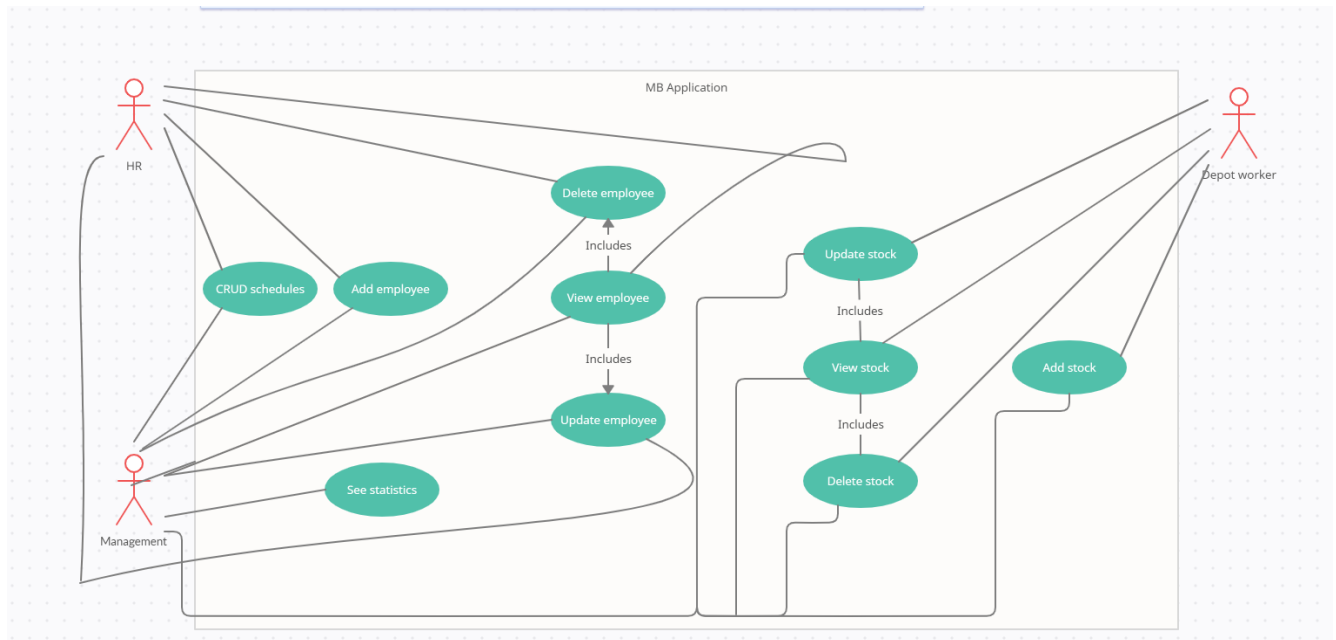 MB Application
HR
Depot worker
Delete employee
Includes
Update stock
CRUD schedules
Add employee
View employee
Includes
Includes
View stock
Add stock
Update employee
Includes
See statistics
Delete stock
Management